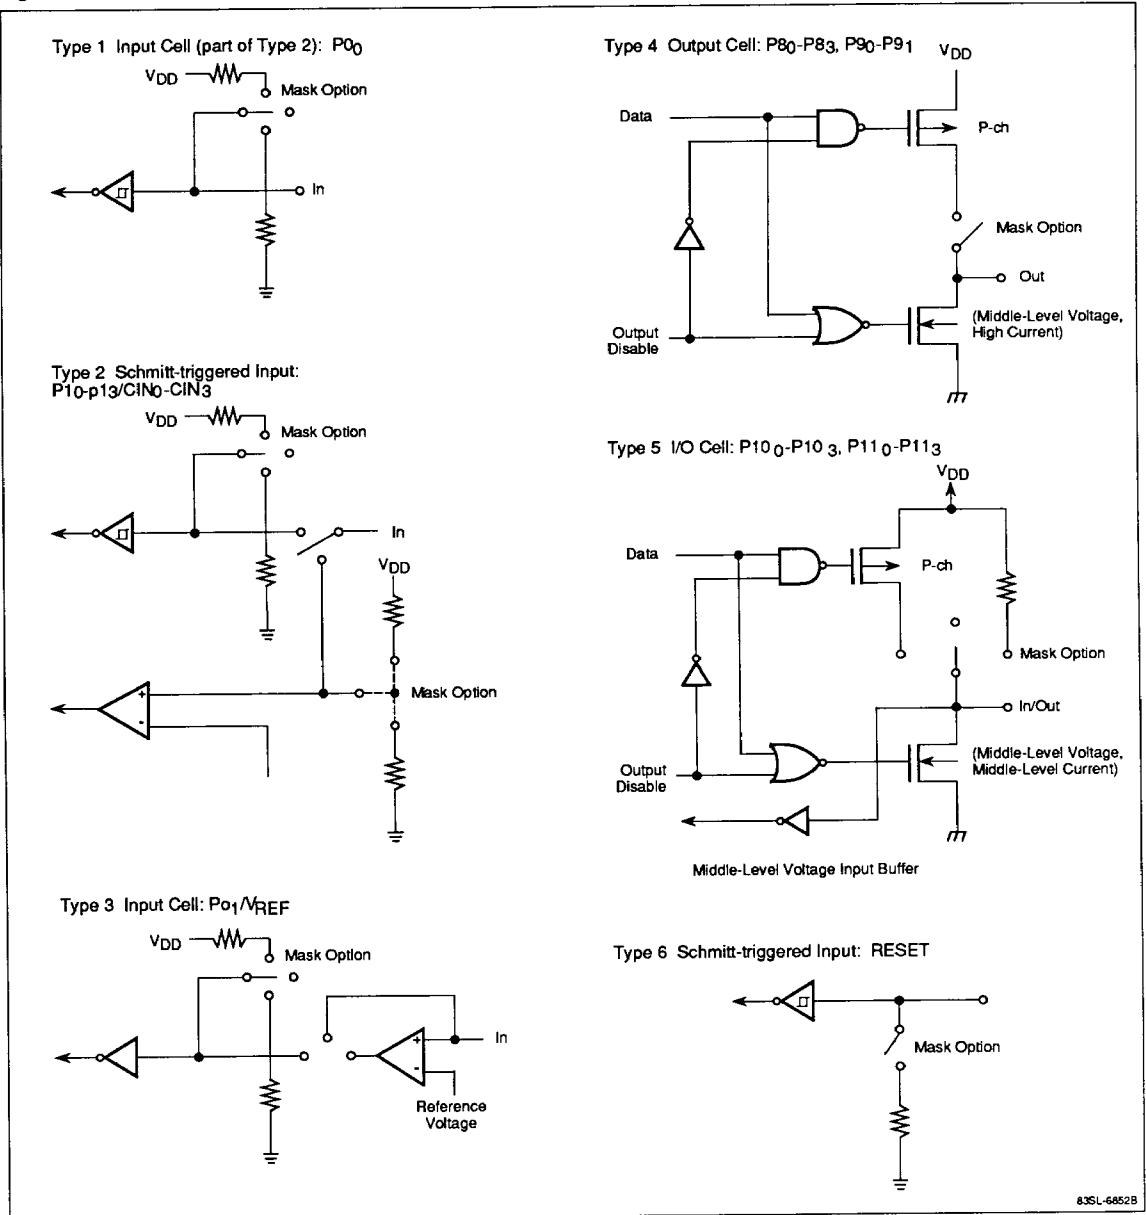 Type 1 Input Cell (part of Type 2): P0₀
VDD
Mask Option
In
Type 2 Schmitt-triggered Input:
P1₀-p1₃/CIN₀-CIN₃
VDD
Mask Option
In
VDD
+
-
Mask Option
Type 3 Input Cell: Po₁/VREF
VDD
Mask Option
+
-
In
Reference
Voltage
Type 4 Output Cell: P8₀-P8₃, P9₀-P9₁
VDD
Data
P-ch
Mask Option
Out
(Middle-Level Voltage,
High Current)
Output
Disable
Type 5 I/O Cell: P10₀-P10₃, P11₀-P11₃
VDD
Data
P-ch
Mask Option
In/Out
(Middle-Level Voltage,
Middle-Level Current)
Output
Disable
Middle-Level Voltage Input Buffer
Type 6 Schmitt-triggered Input: RESET
Mask Option
83SL-6852B